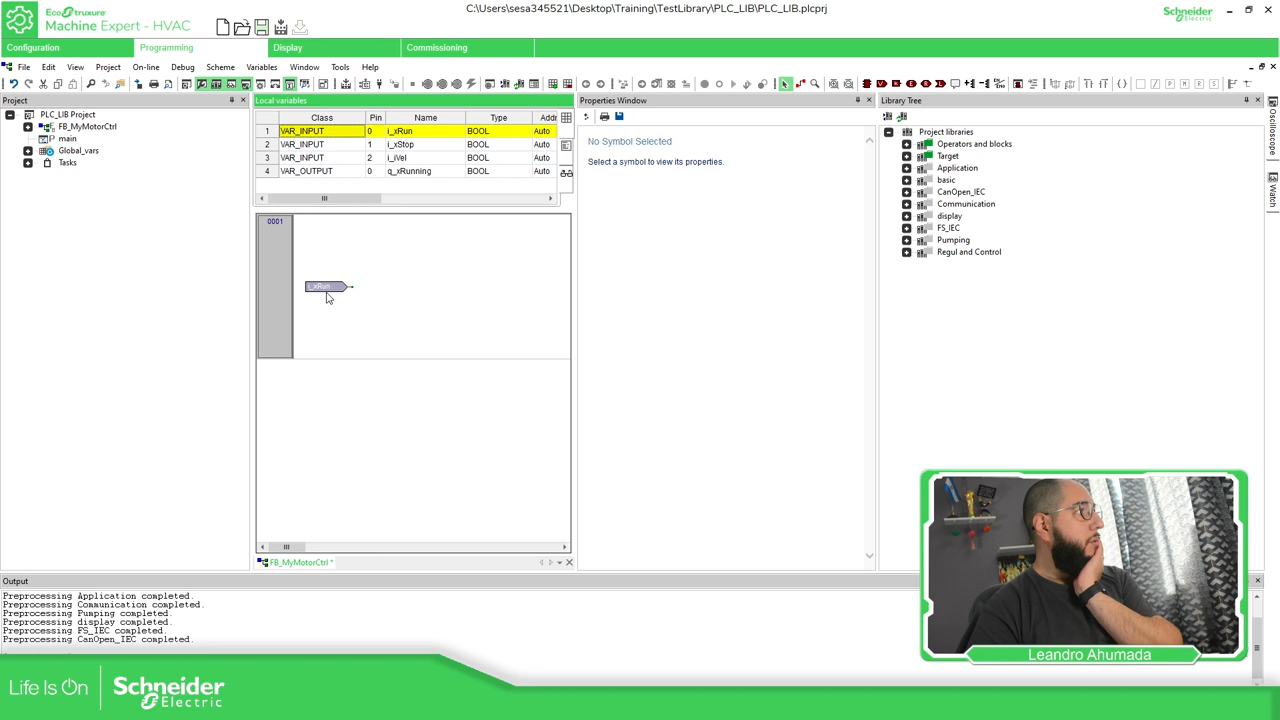 EcoStruxure
Machine Expert - HVAC
C:\Users\sesa345521\Desktop\Training\TestLibrary\PLC_LIB\PLC_LIB.plcprj
Schneider
Electric
Configuration
Programming
Display
Commissioning
File Edit View Project On-line Debug Scheme Variables Window Tools Help
Project
PLC_LIB Project
FB_MyMotorCtrl
main
Global_vars
Tasks
Local variables
Class Pin Name Type Addr
1 VAR_INPUT 0 i_xRun BOOL Auto
2 VAR_INPUT 1 i_xStop BOOL Auto
3 VAR_INPUT 2 i_iVel BOOL Auto
4 VAR_OUTPUT 0 q_xRunning BOOL Auto
0001
i_xRun
FB_MyMotorCtrl *
Properties Window
No Symbol Selected
Select a symbol to view its properties.
Library Tree
Project libraries
Operators and blocks
Target
Application
basic
CanOpen_IEC
Communication
display
FS_IEC
Pumping
Regul and Control
Oscilloscope
Watch
Output
Preprocessing Application completed.
Preprocessing Communication completed.
Preprocessing Pumping completed.
Preprocessing display completed.
Preprocessing FS_IEC completed.
Preprocessing CanOpen_IEC completed.
Leandro Ahumada
Life Is On
Schneider
Electric